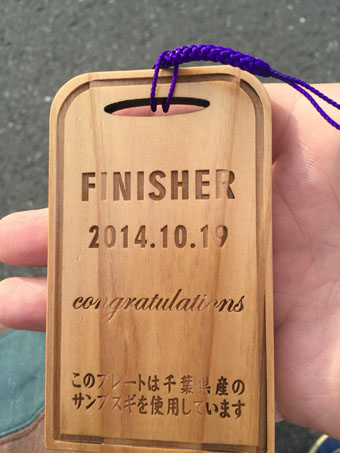 FINISHER
2014.10.19
congratulations
このプレートは千葉県産の
サンブスギを使用しています